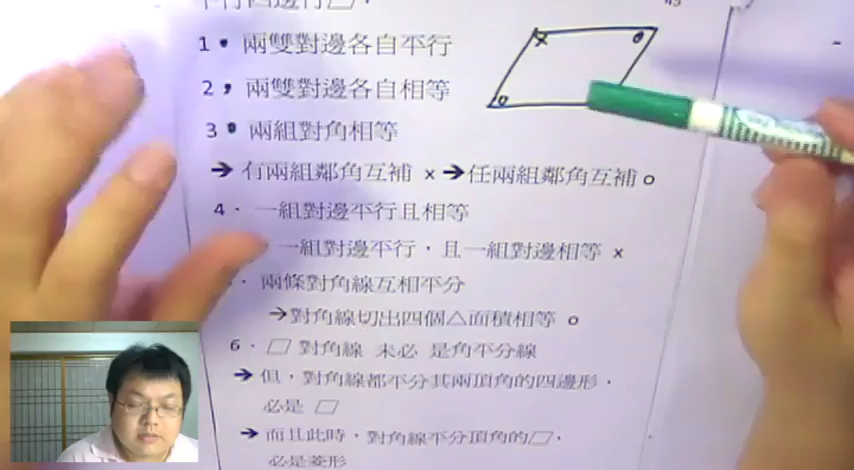 平行四邊行▱，
45
1. 兩雙對邊各自平行
2, 兩雙對邊各自相等
3. 兩組對角相等
➔ 有兩組鄰角互補 x ➔ 任兩組鄰角互補 o
4. 一組對邊平行且相等
一組對邊平行，且一組對邊相等 x
. 兩條對角線互相平分
→對角線切出四個△面積相等 o
6. ▱ 對角線 未必 是角平分線
➔ 但，對角線都平分其兩頂角的四邊形，
必是 ▱
➔ 而且此時，對角線平分頂角的▱，
必是菱形